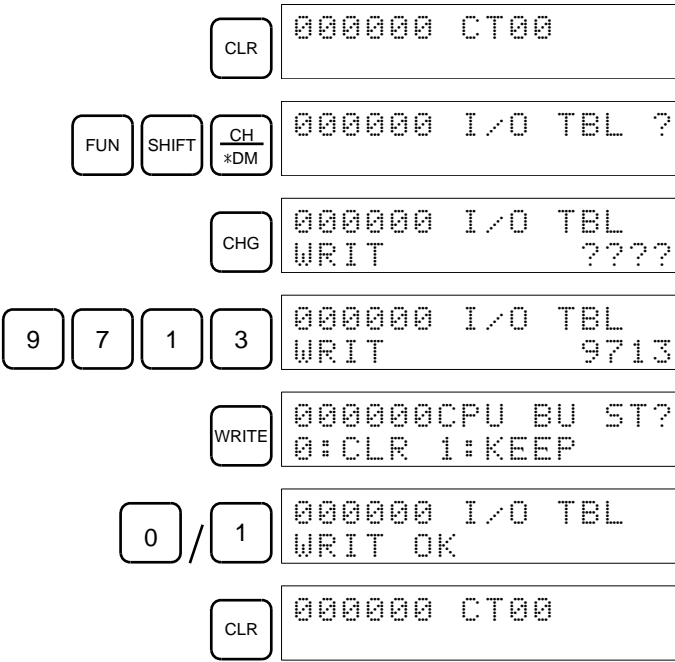 CLR
000000 CT00
FUN SHIFT CH
*DM
000000 I/O TBL ?
CHG
000000 I/O TBL
WRIT ????
9 7 1 3
000000 I/O TBL
WRIT 9713
WRITE
000000CPU BU ST?
0:CLR 1:KEEP
0 / 1
000000 I/O TBL
WRIT OK
CLR
000000 CT00